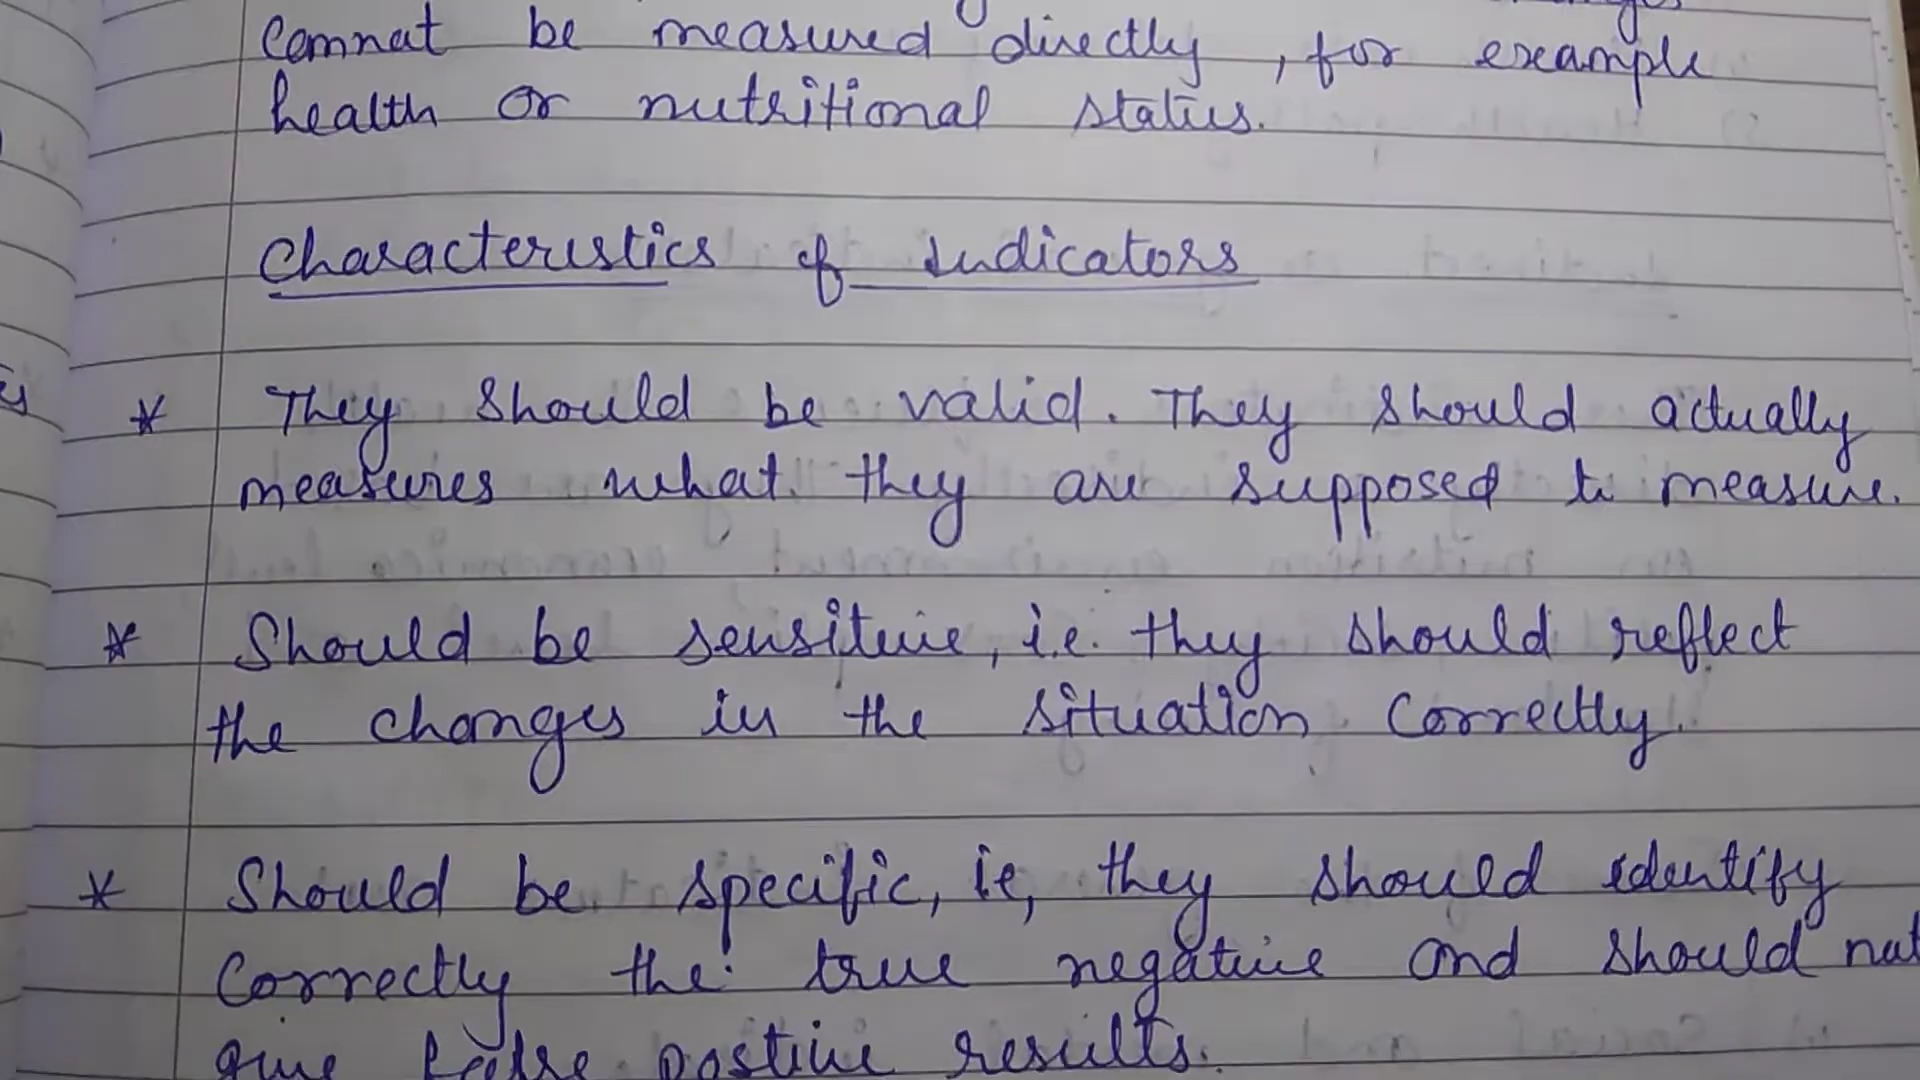 cannot be measured directly, for example
health or nutritional status.
Characteristics of Indicators
* They should be valid. They should actually
measures what they are supposed to measure.
* Should be sensitive, i.e. they should reflect
the changes in the situation correctly.
* Should be specific, ie, they should identify
correctly the true negative and should not
give false postive results.